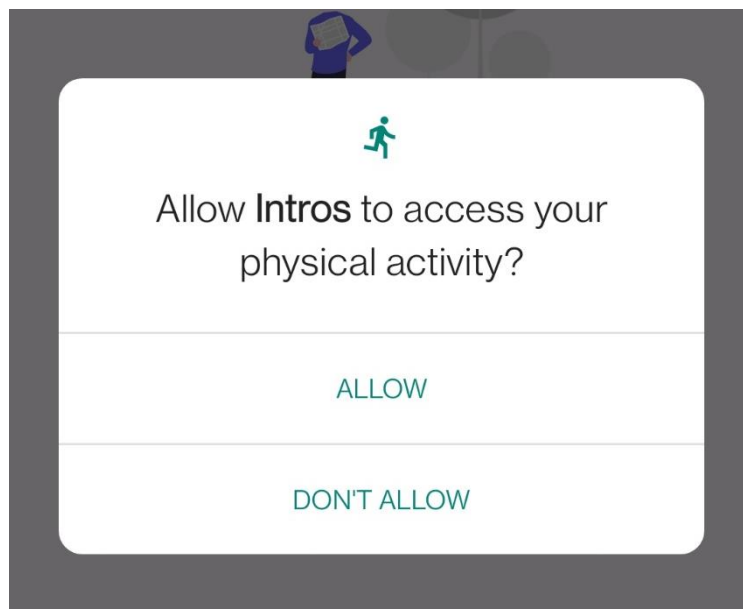 Allow Intros to access your
physical activity?
ALLOW
DON'T ALLOW